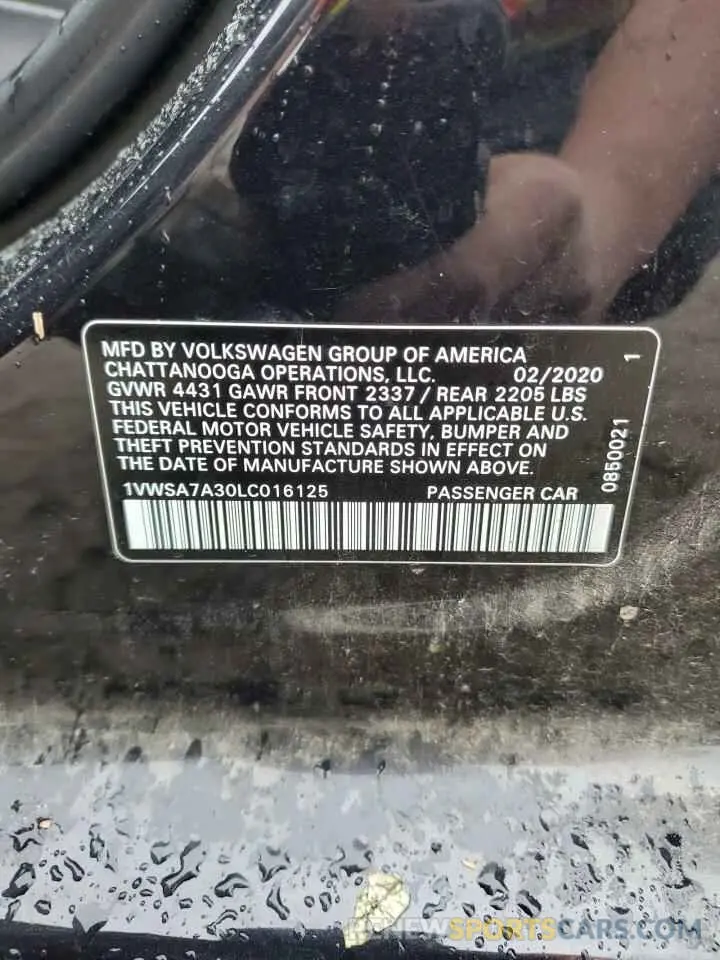 MFD BY VOLKSWAGEN GROUP OF AMERICA
CHATTANOOGA OPERATIONS, LLC. 02/2020
GVWR 4431 GAWR FRONT 2337 / REAR 2205 LBS
THIS VEHICLE CONFORMS TO ALL APPLICABLE U.S.
FEDERAL MOTOR VEHICLE SAFETY, BUMPER AND
THEFT PREVENTION STANDARDS IN EFFECT ON
THE DATE OF MANUFACTURE SHOWN ABOVE.
1VWSA7A30LC016125 PASSENGER CAR
0850021 1
RENEWSPORTSCARS.COM